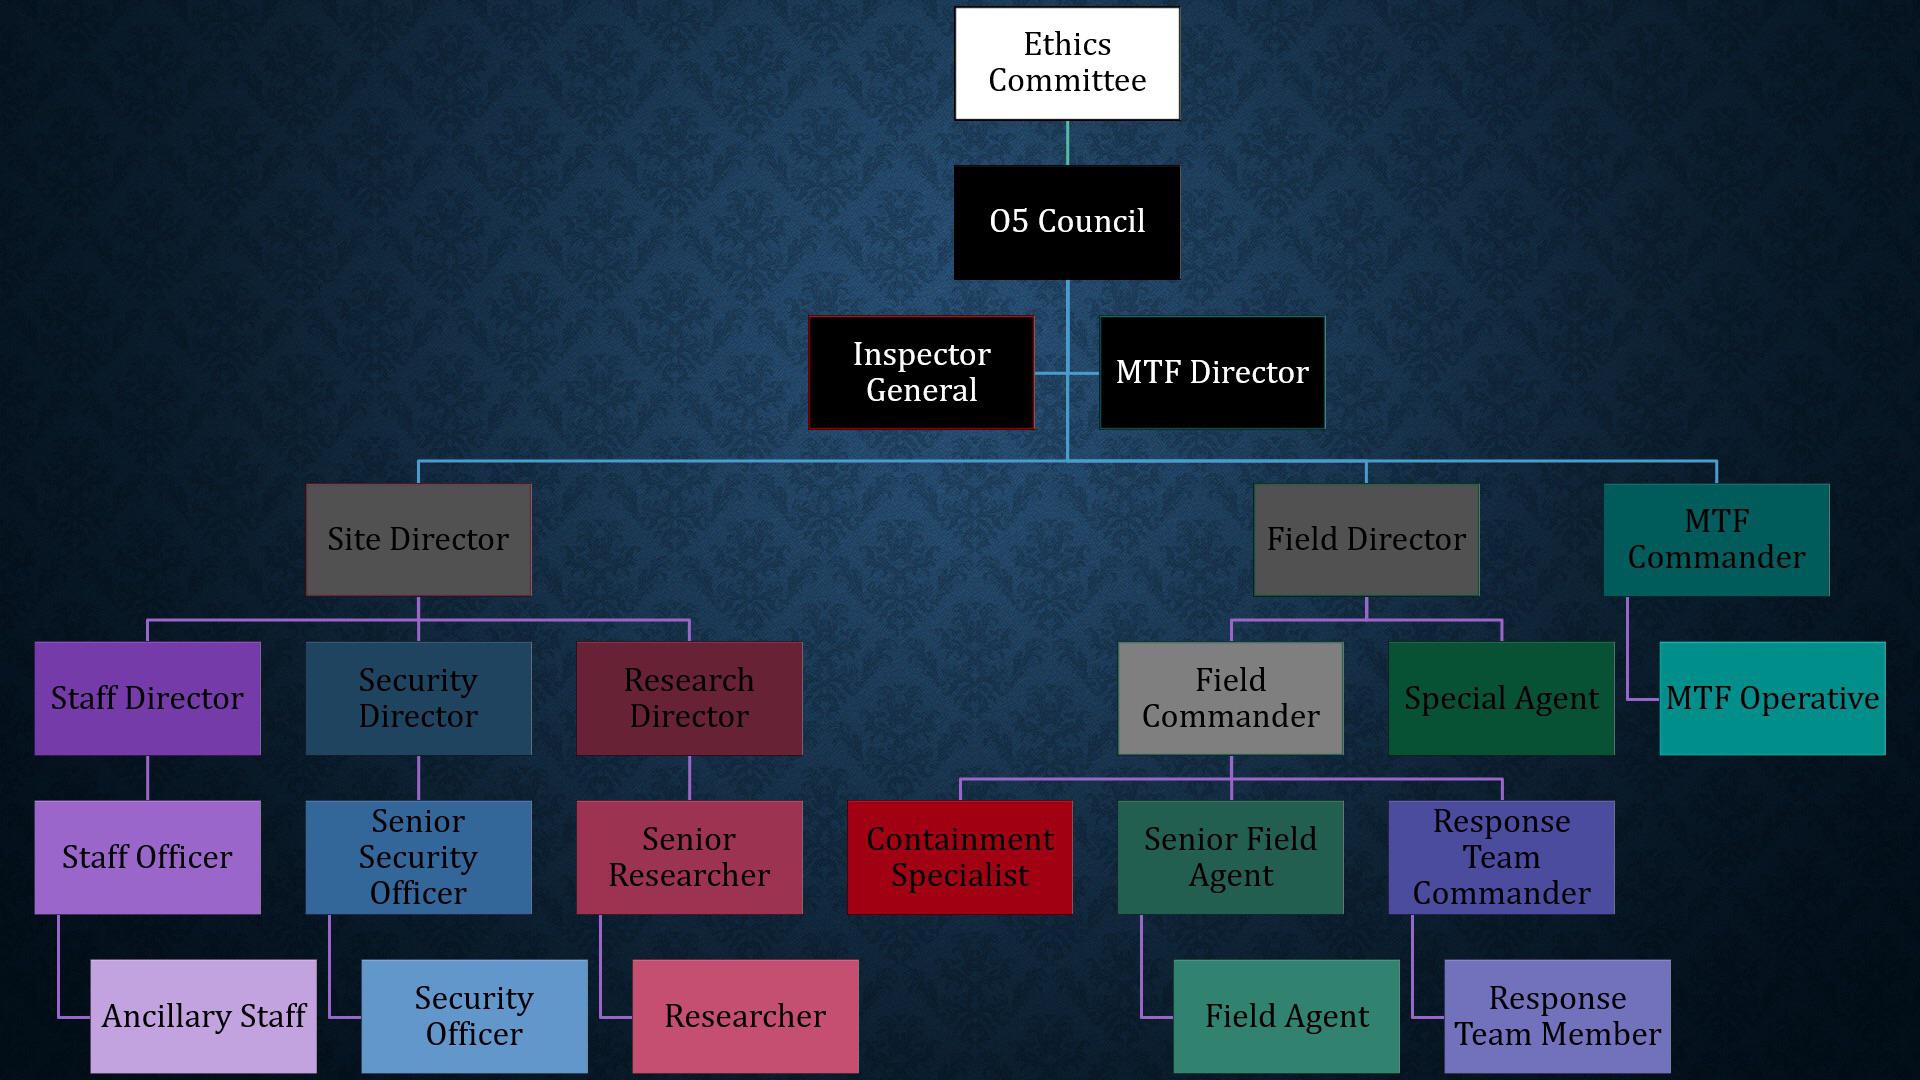 Ethics
Committee
O5 Council
Inspector
General
MTF Director
Site Director
Field Director
MTF
Commander
Staff Director
Security
Director
Research
Director
Field
Commander
Special Agent
MTF Operative
Staff Officer
Senior
Security
Officer
Senior
Researcher
Containment
Specialist
Senior Field
Agent
Response
Team
Commander
Ancillary Staff
Security
Officer
Researcher
Field Agent
Response
Team Member